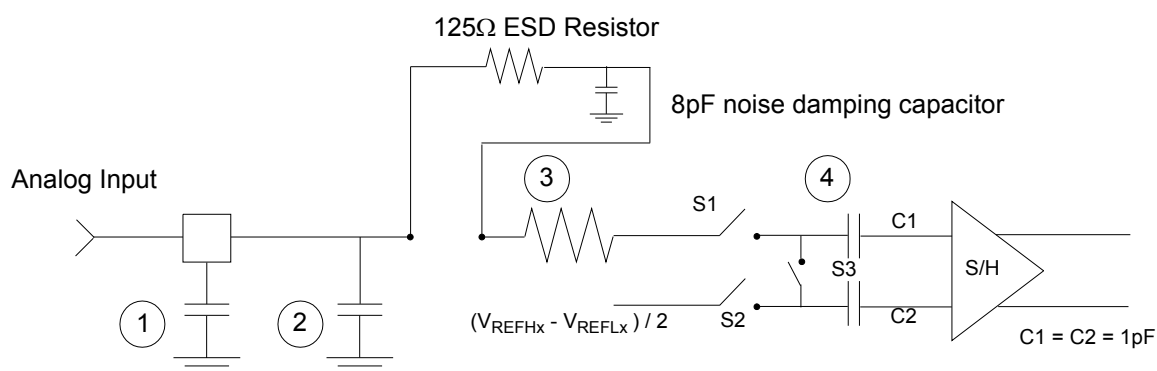 125Ω ESD Resistor
8pF noise damping capacitor
Analog Input
3
4
S1
C1
S3
S/H
1
2
(VREFHx - VREFLx ) / 2
S2
C2
C1 = C2 = 1pF